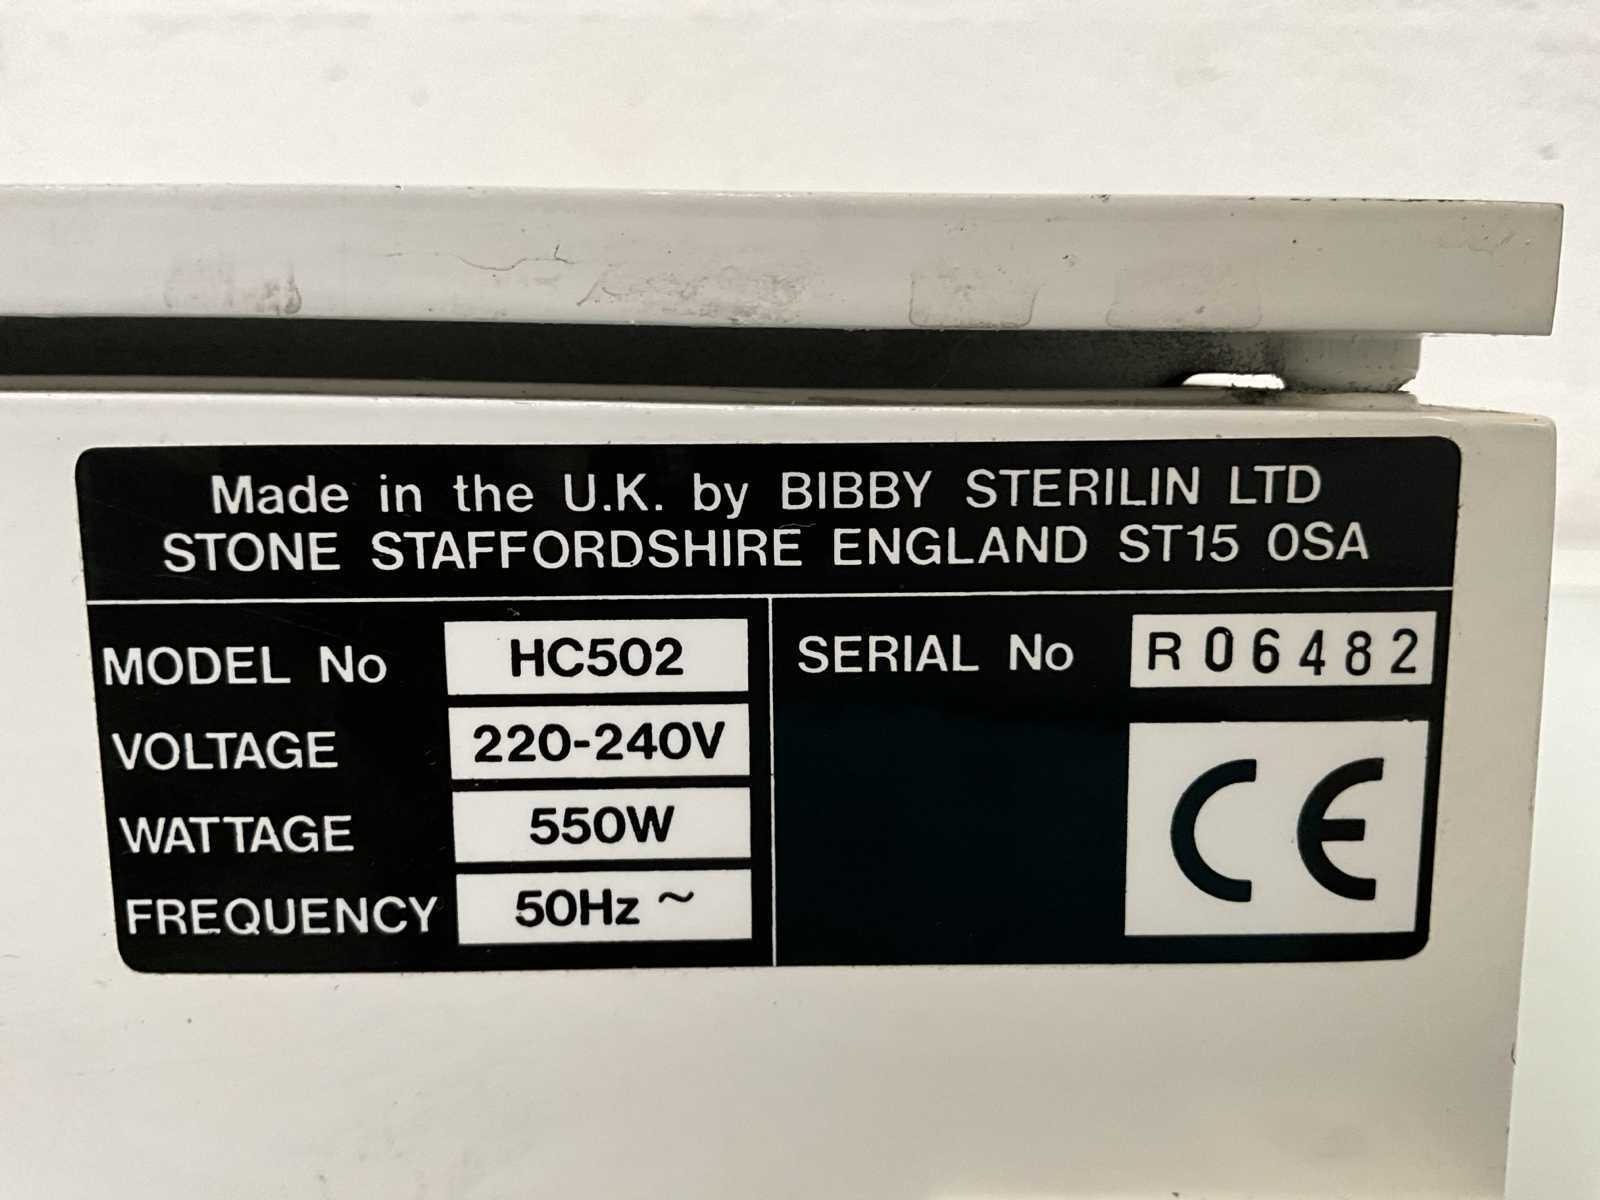 Made in the U.K. by BIBBY STERILIN LTD
STONE STAFFORDSHIRE ENGLAND ST15 0SA
MODEL No HC502
VOLTAGE 220-240V
WATTAGE 550W
FREQUENCY 50Hz ~
SERIAL No R06482
CE